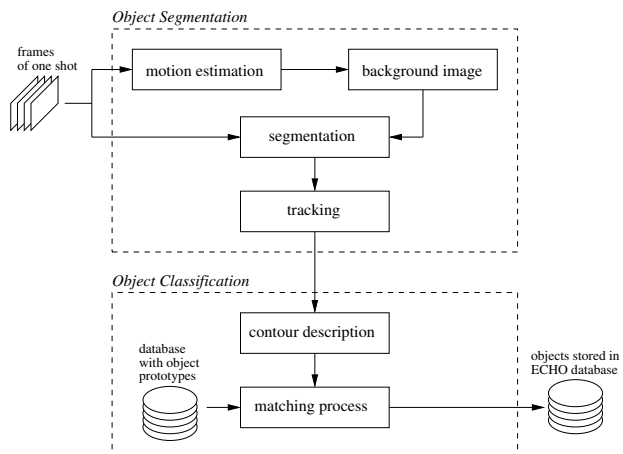 Object Segmentation
frames
of one shot
motion estimation
background image
segmentation
tracking
Object Classification
contour description
database
with object
prototypes
objects stored in
ECHO database
matching process